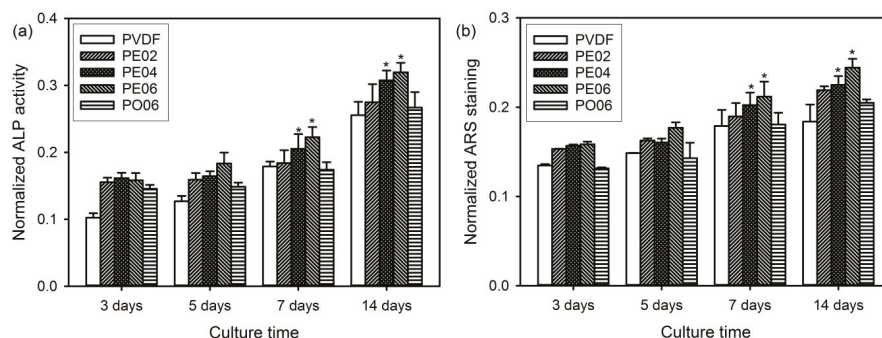 (a)
0.4
0.3
0.2
0.1
0.0
Normalized ALP activity
PVDF
PE02
PE04
PE06
PO06
* * * *
3 days 5 days 7 days 14 days
Culture time
(b)
0.3
0.2
0.1
0.0
Normalized ARS staining
PVDF
PE02
PE04
PE06
PO06
* * * *
3 days 5 days 7 days 14 days
Culture time